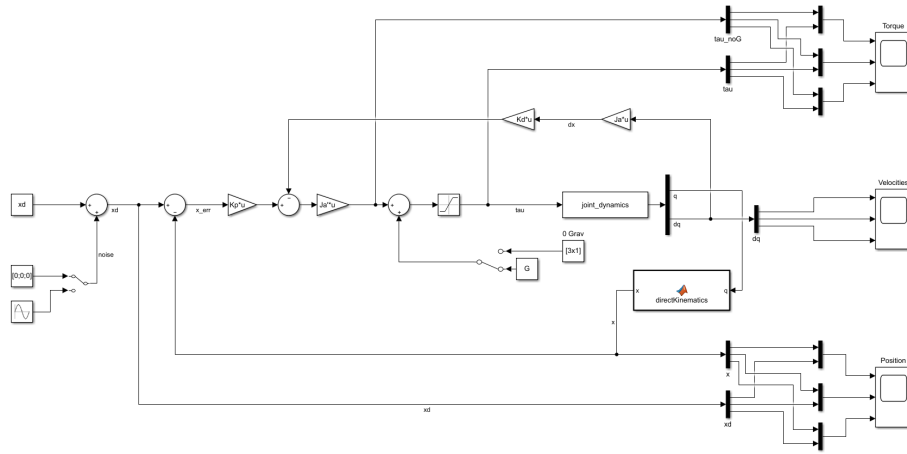 Torque
tau_noG
tau
Kd*u
dx
Ja*u
Velocities
xd
xd
x_err
Kp*u
Ja'*u
tau
joint_dynamics
q
dq
dq
noise
0 Grav
[3x1]
G
[0;0;0]
x
q
directKinematics
x
Position
x
xd
xd